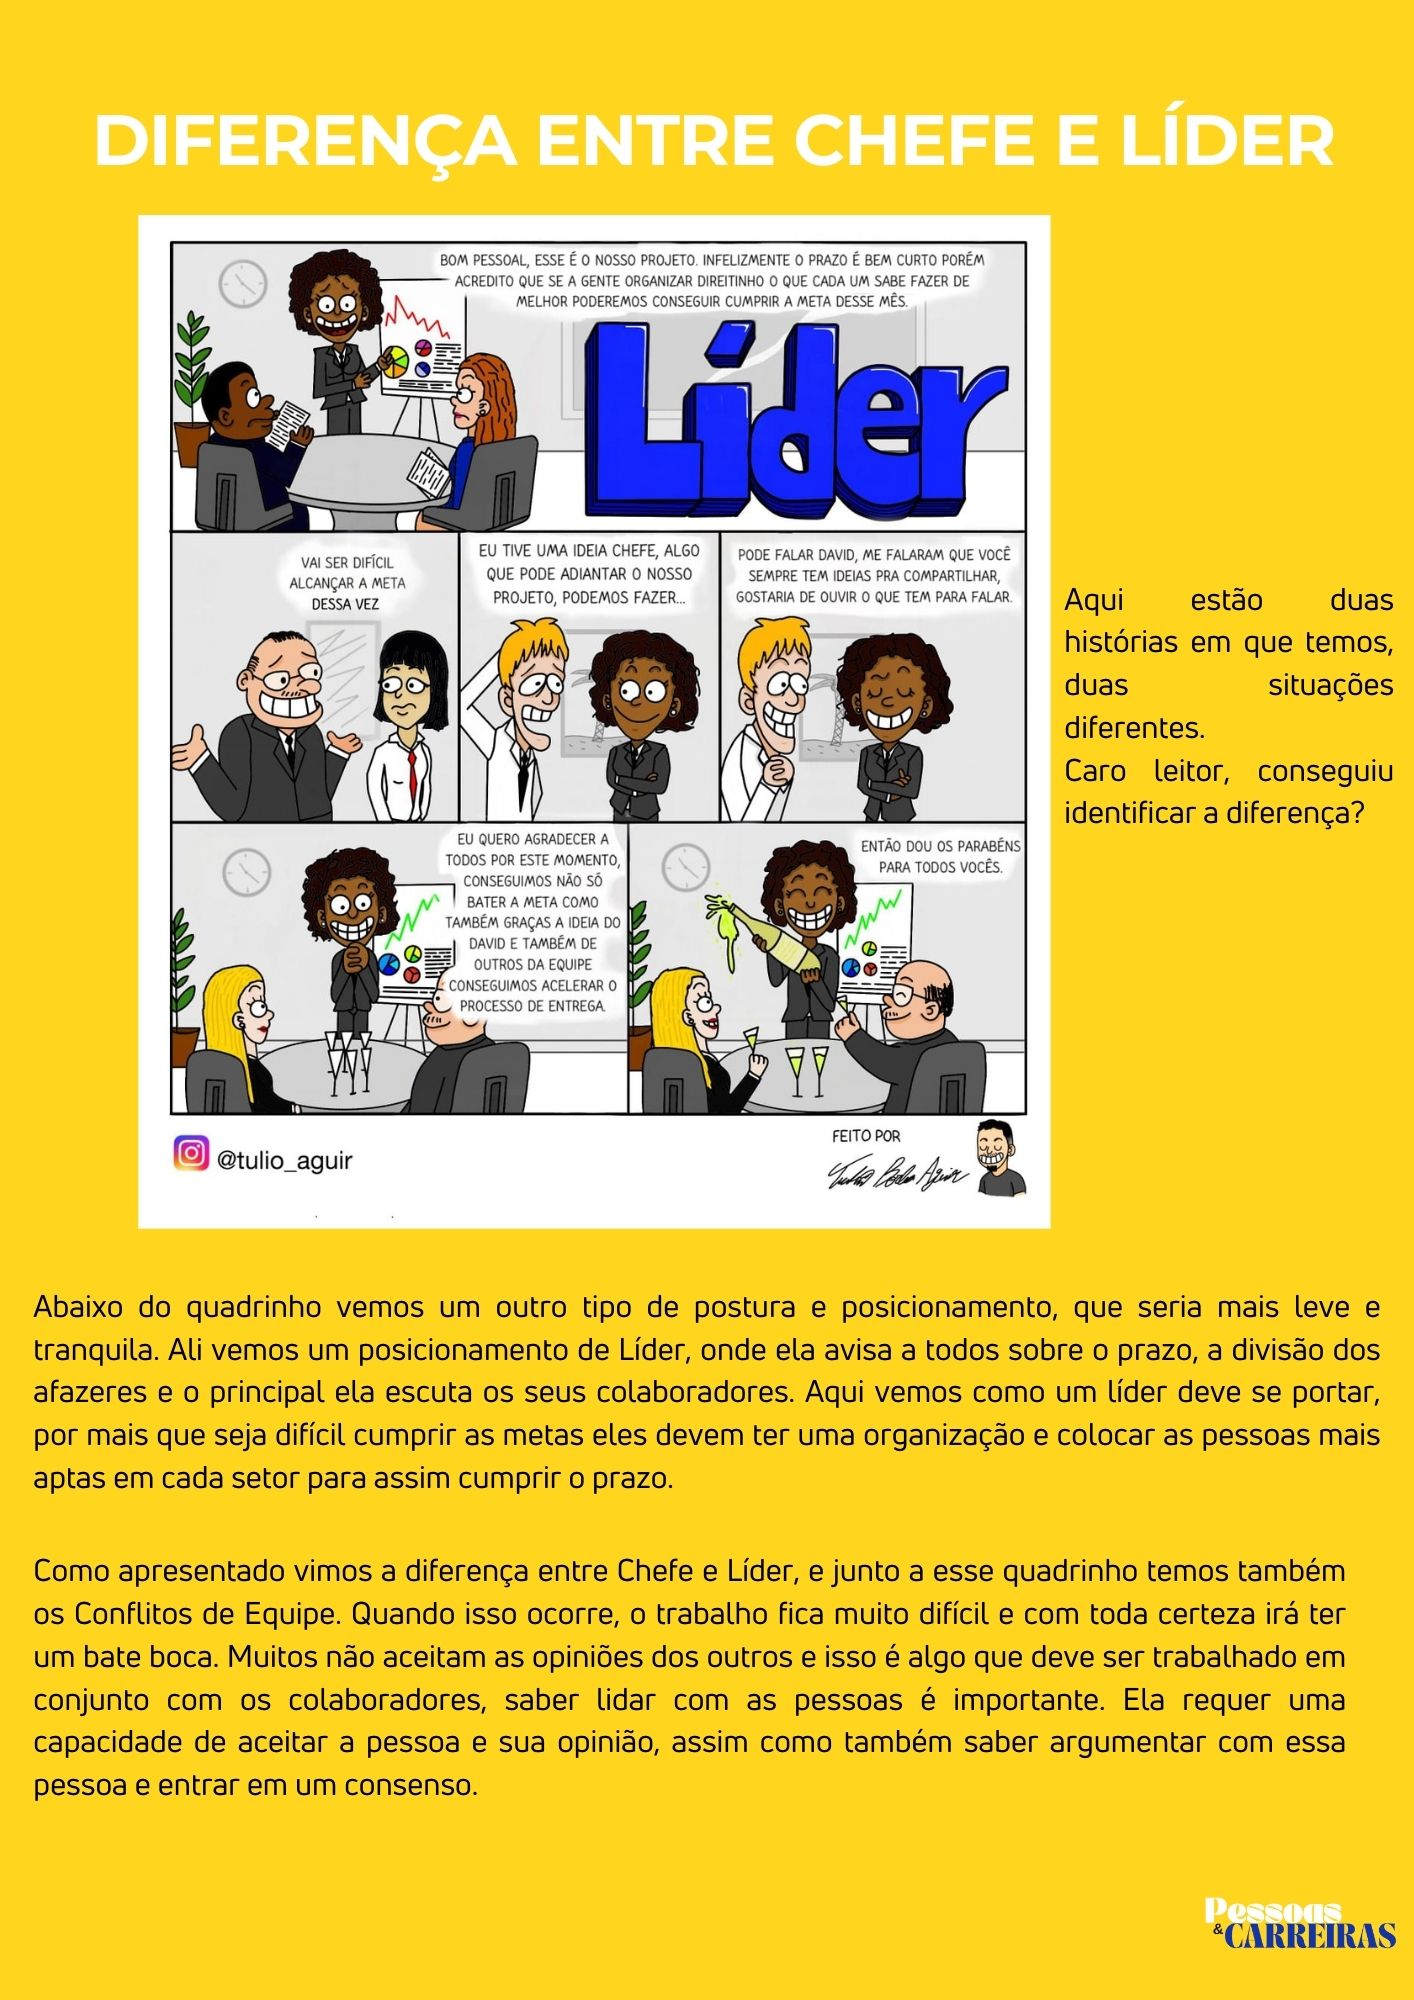 DIFERENÇA ENTRE CHEFE E LÍDER
BOM PESSOAL, ESSE É O NOSSO PROJETO. INFELIZMENTE O PRAZO É BEM CURTO PORÉM
ACREDITO QUE SE A GENTE ORGANIZAR DIREITINHO O QUE CADA UM SABE FAZER DE
MELHOR PODEREMOS CONSEGUIR CUMPRIR A META DESSE MÊS.
Líder
VAI SER DIFÍCIL
ALCANÇAR A META
DESSA VEZ
EU TIVE UMA IDEIA CHEFE, ALGO
QUE PODE ADIANTAR O NOSSO
PROJETO, PODEMOS FAZER...
PODE FALAR DAVID, ME FALARAM QUE VOCÊ
SEMPRE TEM IDEIAS PRA COMPARTILHAR,
GOSTARIA DE OUVIR O QUE TEM PARA FALAR.
EU QUERO AGRADECER A
TODOS POR ESTE MOMENTO,
CONSEGUIMOS NÃO SÓ
BATER A META COMO
TAMBÉM GRAÇAS A IDEIA DO
DAVID E TAMBÉM DE
OUTROS DA EQUIPE
CONSEGUIMOS ACELERAR O
PROCESSO DE ENTREGA.
ENTÃO DOU OS PARABÉNS
PARA TODOS VOCÊS.
@tulio_aguir
FEITO POR
Aqui estão duas
histórias em que temos,
duas situações
diferentes.
Caro leitor, conseguiu
identificar a diferença?
Abaixo do quadrinho vemos um outro tipo de postura e posicionamento, que seria mais leve e
tranquila. Ali vemos um posicionamento de Líder, onde ela avisa a todos sobre o prazo, a divisão dos
afazeres e o principal ela escuta os seus colaboradores. Aqui vemos como um líder deve se portar,
por mais que seja difícil cumprir as metas eles devem ter uma organização e colocar as pessoas mais
aptas em cada setor para assim cumprir o prazo.
Como apresentado vimos a diferença entre Chefe e Líder, e junto a esse quadrinho temos também
os Conflitos de Equipe. Quando isso ocorre, o trabalho fica muito difícil e com toda certeza irá ter
um bate boca. Muitos não aceitam as opiniões dos outros e isso é algo que deve ser trabalhado em
conjunto com os colaboradores, saber lidar com as pessoas é importante. Ela requer uma
capacidade de aceitar a pessoa e sua opinião, assim como também saber argumentar com essa
pessoa e entrar em um consenso.
Pessoas
&CARREIRAS